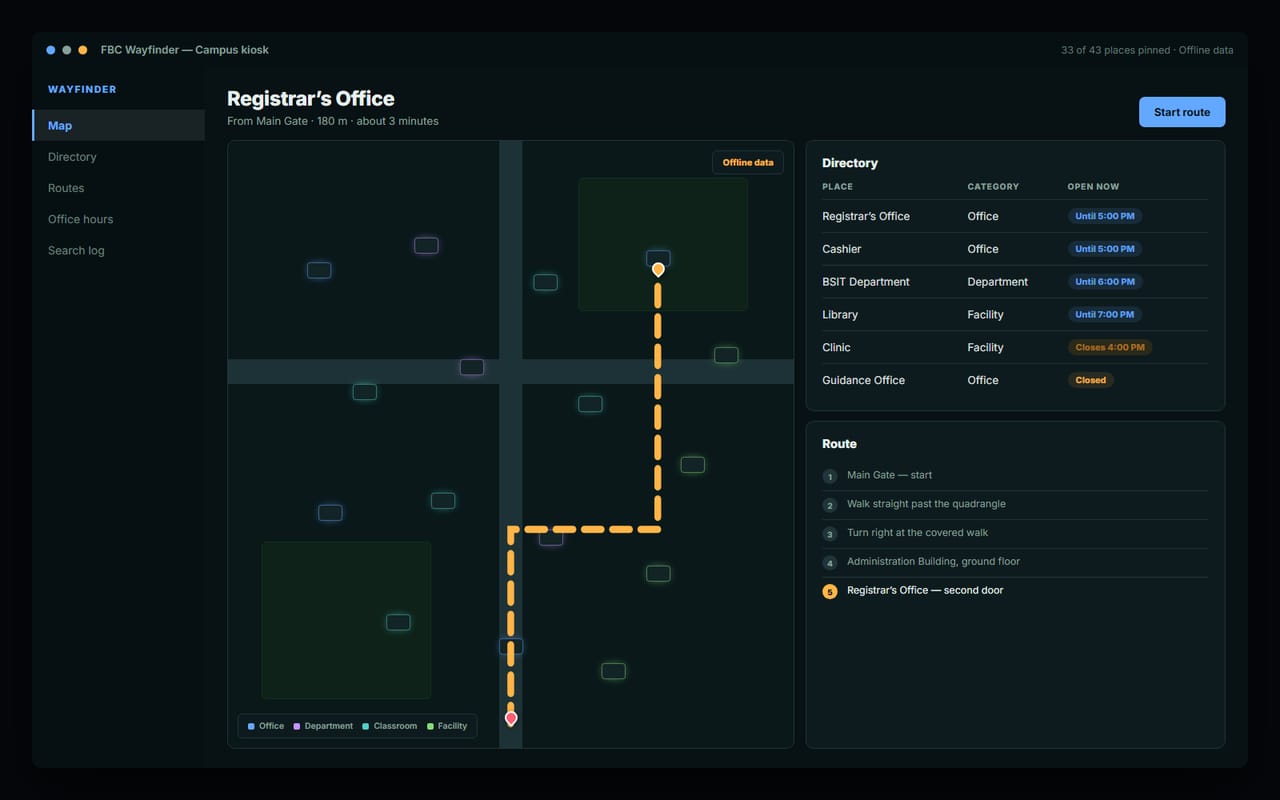 FBC Wayfinder — Campus kiosk
33 of 43 places pinned · Offline data
WAYFINDER
Map
Directory
Routes
Office hours
Search log
Registrar’s Office
From Main Gate · 180 m · about 3 minutes
Start route
Offline data
Office
Department
Classroom
Facility
Directory
PLACE CATEGORY OPEN NOW
Registrar’s Office Office Until 5:00 PM
Cashier Office Until 5:00 PM
BSIT Department Department Until 6:00 PM
Library Facility Until 7:00 PM
Clinic Facility Closes 4:00 PM
Guidance Office Office Closed
Route
1 Main Gate — start
2 Walk straight past the quadrangle
3 Turn right at the covered walk
4 Administration Building, ground floor
5 Registrar’s Office — second door